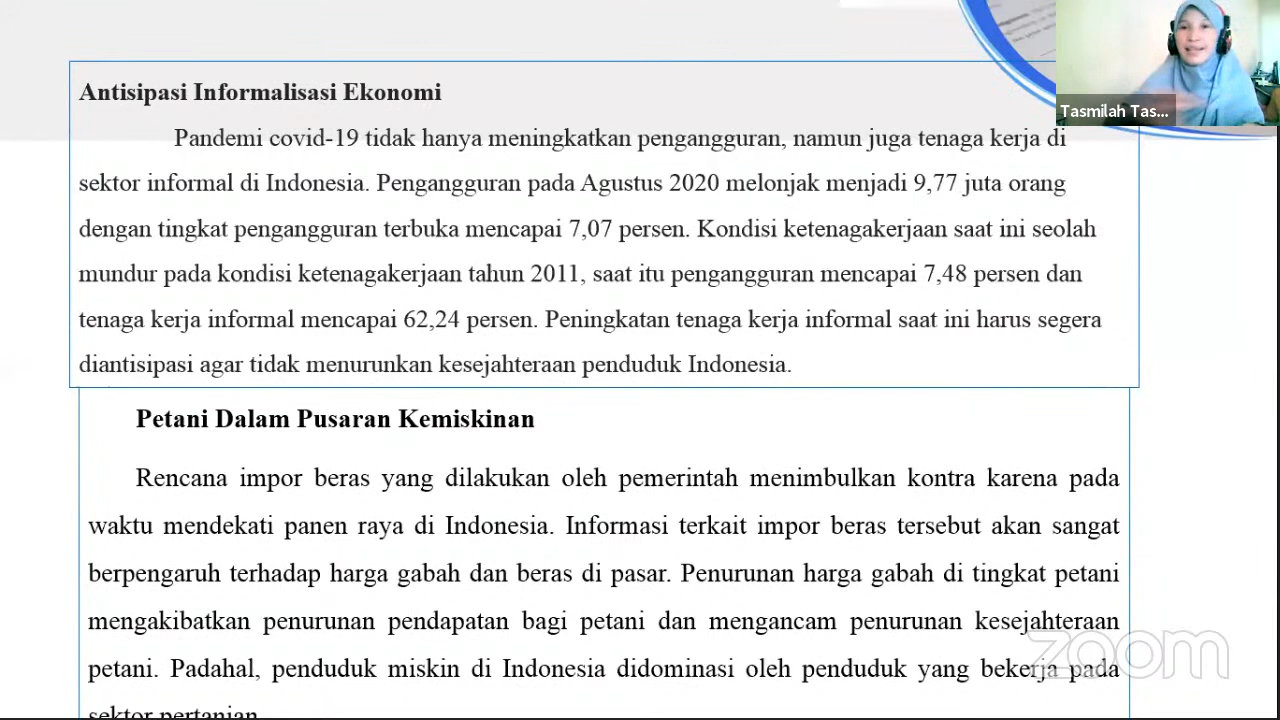 Antisipasi Informalisasi Ekonomi
Pandemi covid-19 tidak hanya meningkatkan pengangguran, namun juga tenaga kerja di
sektor informal di Indonesia. Pengangguran pada Agustus 2020 melonjak menjadi 9,77 juta orang
dengan tingkat pengangguran terbuka mencapai 7,07 persen. Kondisi ketenagakerjaan saat ini seolah
mundur pada kondisi ketenagakerjaan tahun 2011, saat itu pengangguran mencapai 7,48 persen dan
tenaga kerja informal mencapai 62,24 persen. Peningkatan tenaga kerja informal saat ini harus segera
diantisipasi agar tidak menurunkan kesejahteraan penduduk Indonesia.
Petani Dalam Pusaran Kemiskinan
Rencana impor beras yang dilakukan oleh pemerintah menimbulkan kontra karena pada
waktu mendekati panen raya di Indonesia. Informasi terkait impor beras tersebut akan sangat
berpengaruh terhadap harga gabah dan beras di pasar. Penurunan harga gabah di tingkat petani
mengakibatkan penurunan pendapatan bagi petani dan mengancam penurunan kesejahteraan
petani. Padahal, penduduk miskin di Indonesia didominasi oleh penduduk yang bekerja pada
sektor pertanian.
Tasmilah Tas...
zoom